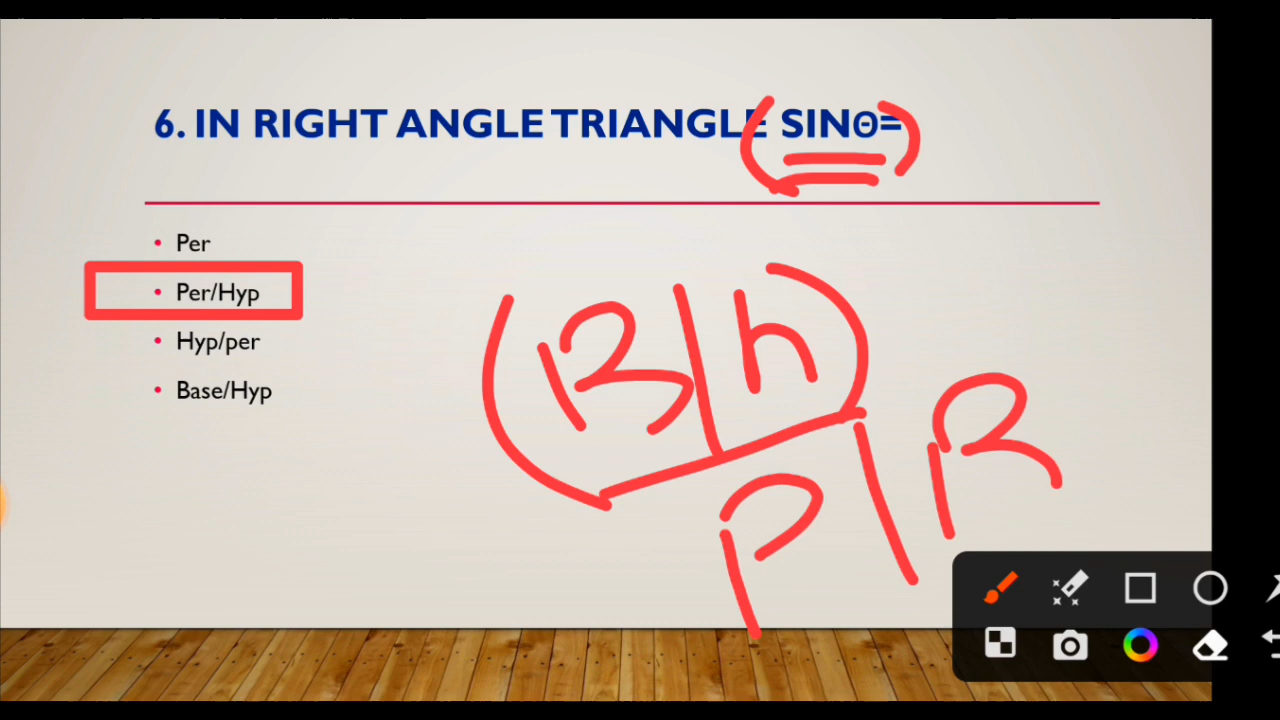 6. IN RIGHT ANGLE TRIANGLE SINΘ=
• Per
• Per/Hyp
• Hyp/per
• Base/Hyp
B|h
P|R